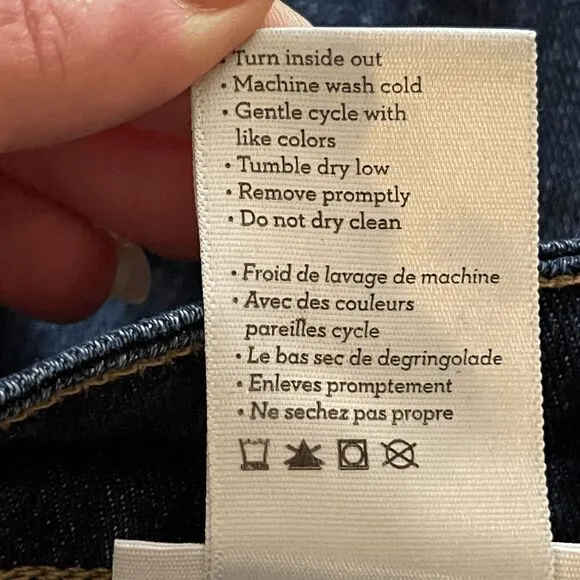 • Turn inside out
• Machine wash cold
• Gentle cycle with
like colors
• Tumble dry low
• Remove promptly
• Do not dry clean
• Froid de lavage de machine
• Avec des couleurs
pareilles cycle
• Le bas sec de degringolade
• Enleves promptement
• Ne sechez pas propre